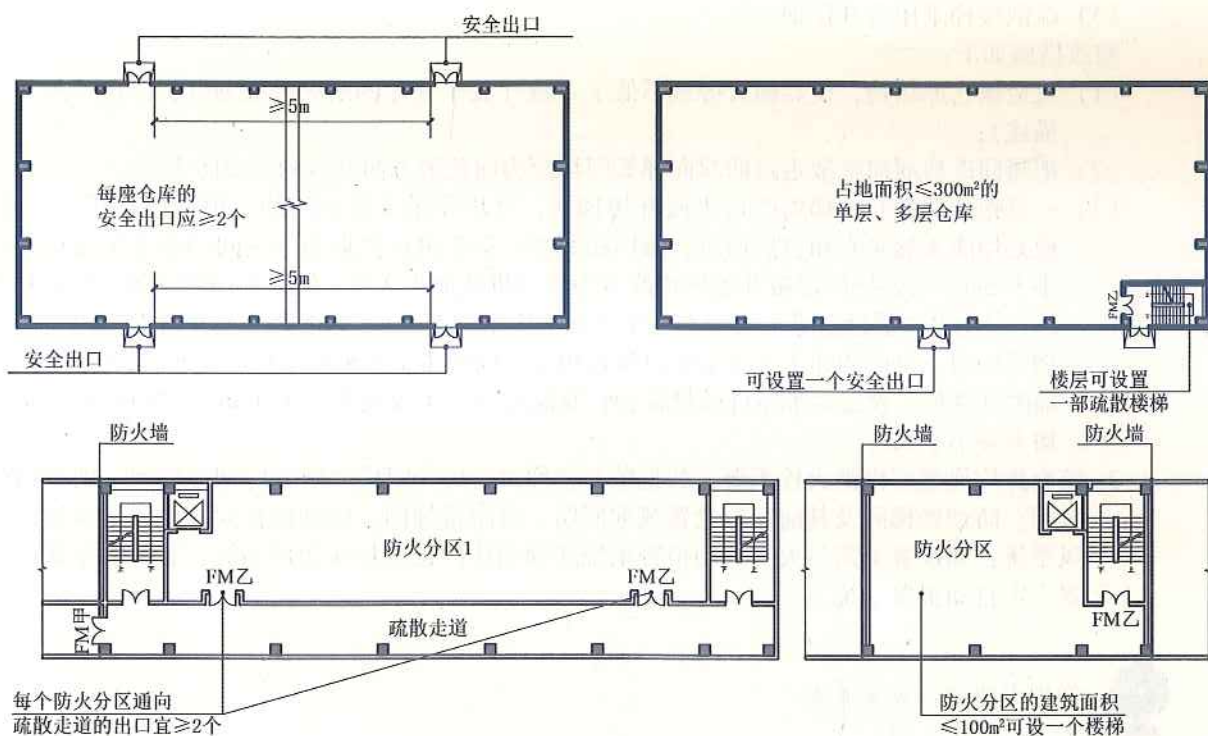 安全出口
≥5m
每座仓库的
安全出口应≥2个
≥5m
安全出口
占地面积≤300m²的
单层、多层仓库
FM乙
可设置一个安全出口
楼层可设置
一部疏散楼梯
防火墙
防火分区1
FM乙
FM乙
FM甲
疏散走道
每个防火分区通向
疏散走道的出口宜≥2个
防火墙
防火墙
防火分区
FM乙
防火分区的建筑面积
≤100m²可设一个楼梯